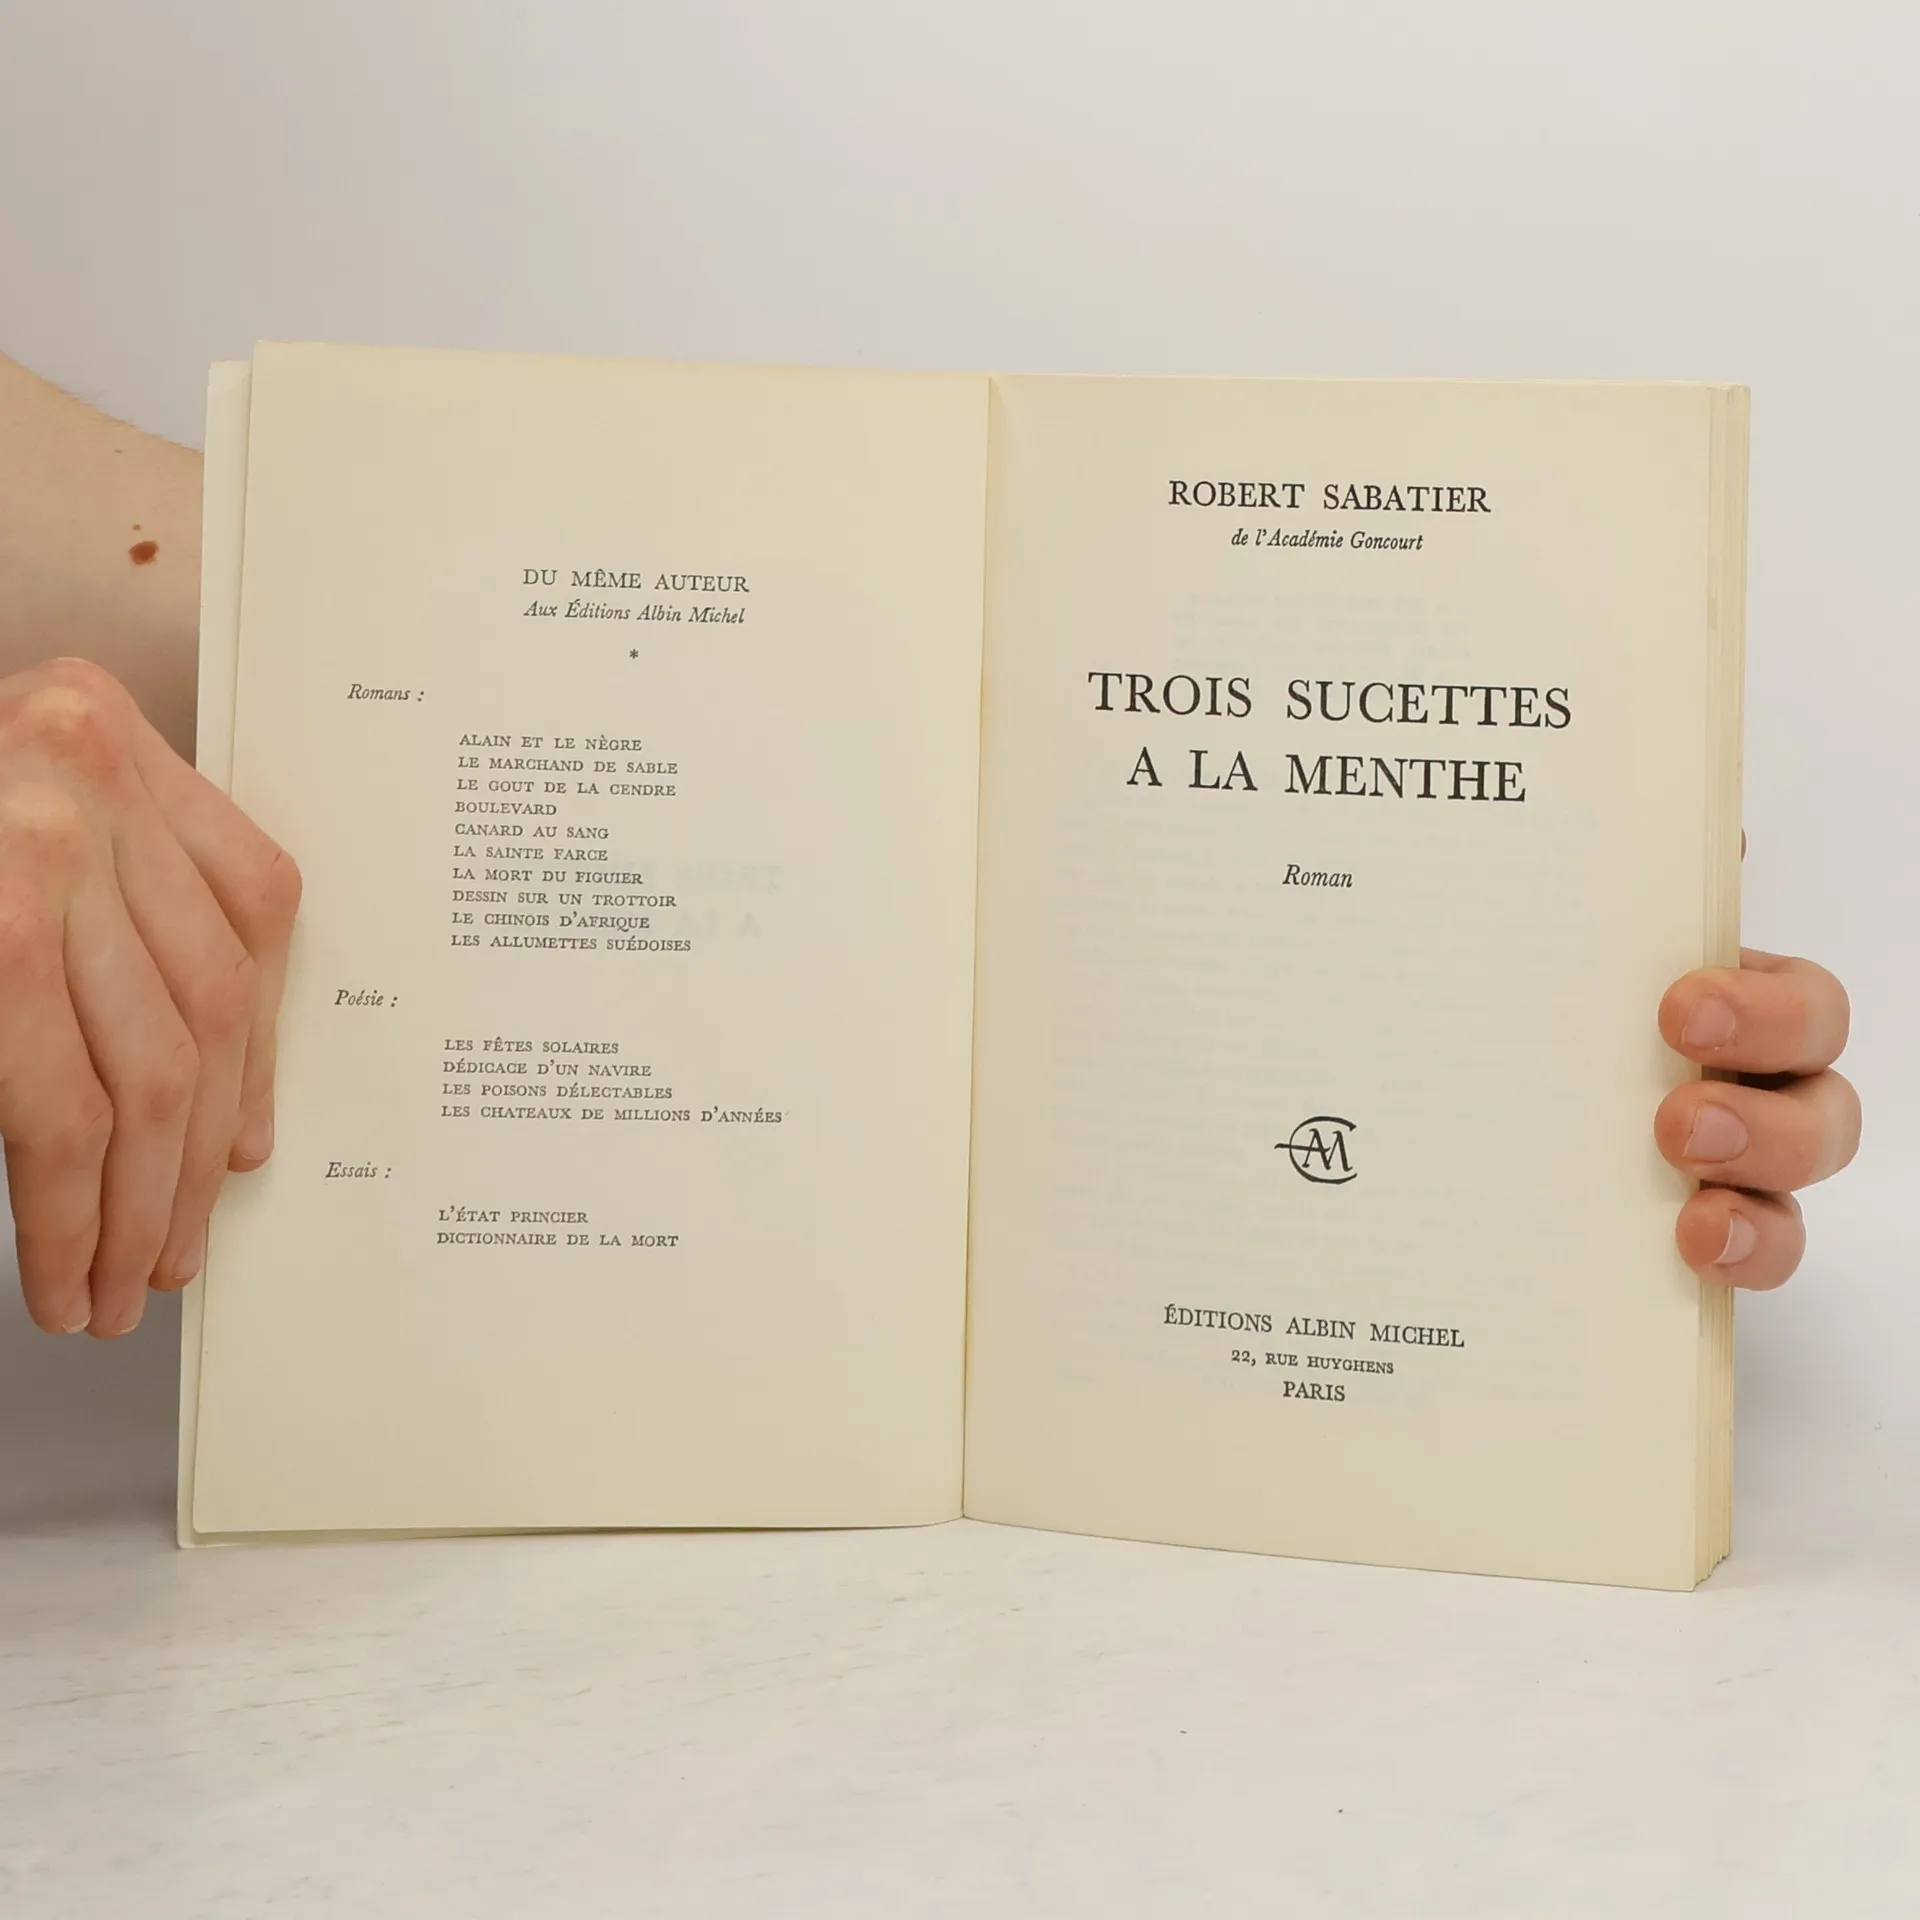 DU MÊME AUTEUR
Aux Éditions Albin Michel
*
Romans :
ALAIN ET LE NÈGRE
LE MARCHAND DE SABLE
LE GOUT DE LA CENDRE
BOULEVARD
CANARD AU SANG
LA SAINTE FARCE
LA MORT DU FIGUIER
DESSIN SUR UN TROTTOIR
LE CHINOIS D'AFRIQUE
LES ALLUMETTES SUÉDOISES
Poésie :
LES FÊTES SOLAIRES
DÉDICACE D'UN NAVIRE
LES POISONS DÉLECTABLES
LES CHATEAUX DE MILLIONS D'ANNÉES
Essais :
L'ÉTAT PRINCIER
DICTIONNAIRE DE LA MORT
ROBERT SABATIER
de l'Académie Goncourt
TROIS SUCETTES
A LA MENTHE
Roman
AM
ÉDITIONS ALBIN MICHEL
22, RUE HUYGHENS
PARIS